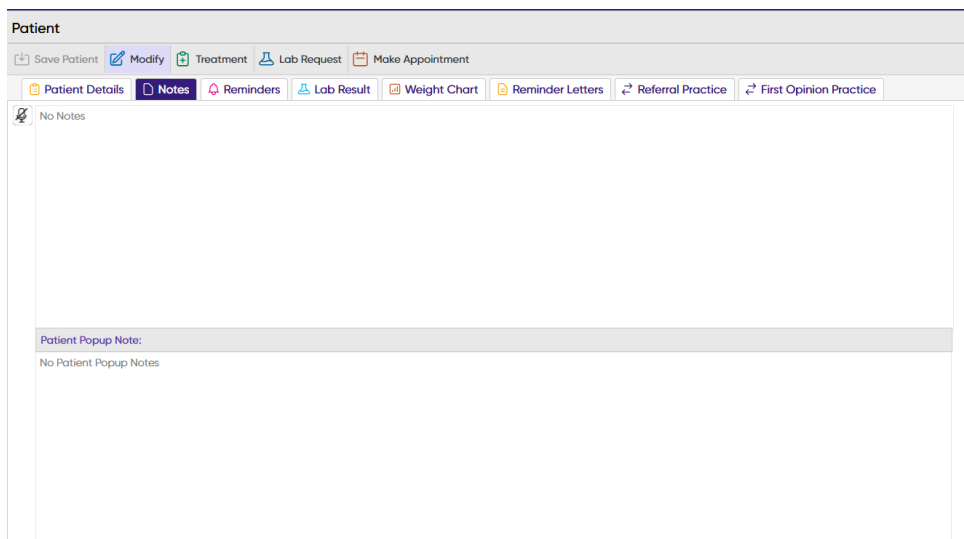 Patient
Save Patient Modify Treatment Lab Request Make Appointment
Patient Details Notes Reminders Lab Result Weight Chart Reminder Letters Referral Practice First Opinion Practice
No Notes
Patient Popup Note:
No Patient Popup Notes